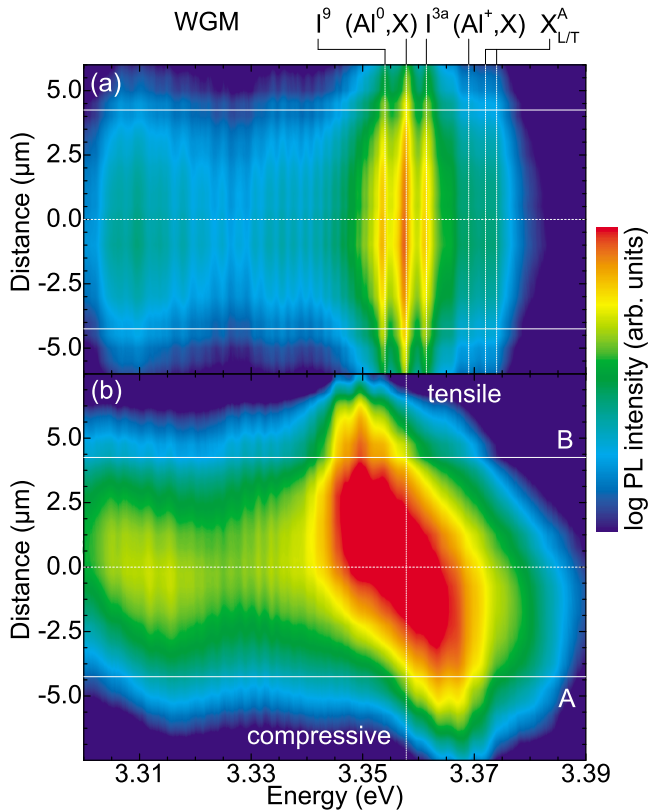 WGM I⁹ (Al⁰,X) I³ᵃ (Al⁺,X) Xᴬ_L/T
(a)
5.0
2.5
0.0
-2.5
-5.0
Distance (µm)
(b)
tensile
5.0
B
2.5
0.0
-2.5
-5.0
A
compressive
Distance (µm)
3.31 3.33 3.35 3.37 3.39
Energy (eV)
log PL intensity (arb. units)